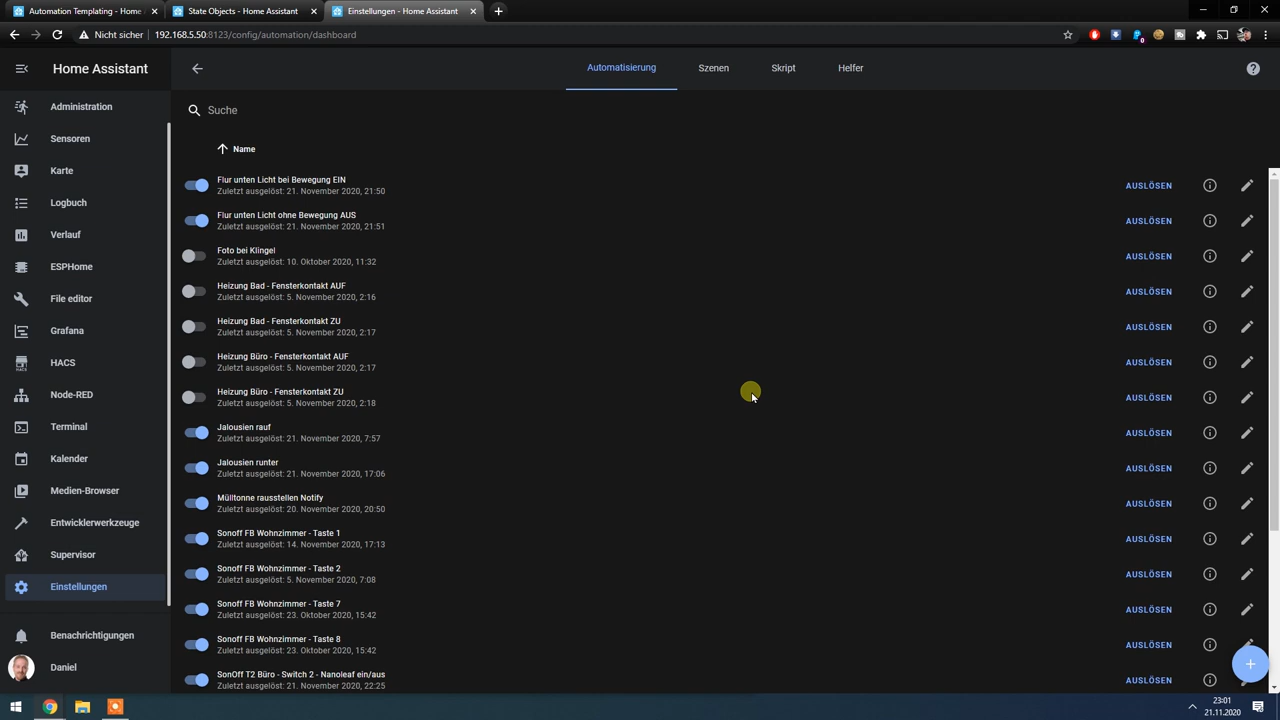 Automation Templating - Home
State Objects - Home Assistant
Einstellungen - Home Assistant
Nicht sicher
192.168.5.50:8123/config/automation/dashboard
0
Home Assistant
Automatisierung
Szenen
Skript
Helfer
Administration
Sensoren
Karte
Logbuch
Verlauf
ESPHome
File editor
Grafana
HACS
HACS
Node-RED
Terminal
Kalender
Medien-Browser
Entwicklerwerkzeuge
Supervisor
Einstellungen
Benachrichtigungen
Daniel
Suche
Name
Flur unten Licht bei Bewegung EIN
Zuletzt ausgelöst: 21. November 2020, 21:50
AUSLÖSEN
Flur unten Licht ohne Bewegung AUS
Zuletzt ausgelöst: 21. November 2020, 21:51
AUSLÖSEN
Foto bei Klingel
Zuletzt ausgelöst: 10. Oktober 2020, 11:32
AUSLÖSEN
Heizung Bad - Fensterkontakt AUF
Zuletzt ausgelöst: 5. November 2020, 2:16
AUSLÖSEN
Heizung Bad - Fensterkontakt ZU
Zuletzt ausgelöst: 5. November 2020, 2:17
AUSLÖSEN
Heizung Büro - Fensterkontakt AUF
Zuletzt ausgelöst: 5. November 2020, 2:17
AUSLÖSEN
Heizung Büro - Fensterkontakt ZU
Zuletzt ausgelöst: 5. November 2020, 2:18
AUSLÖSEN
Jalousien rauf
Zuletzt ausgelöst: 21. November 2020, 7:57
AUSLÖSEN
Jalousien runter
Zuletzt ausgelöst: 21. November 2020, 17:06
AUSLÖSEN
Mülltonne rausstellen Notify
Zuletzt ausgelöst: 20. November 2020, 20:50
AUSLÖSEN
Sonoff FB Wohnzimmer - Taste 1
Zuletzt ausgelöst: 14. November 2020, 17:13
AUSLÖSEN
Sonoff FB Wohnzimmer - Taste 2
Zuletzt ausgelöst: 5. November 2020, 7:08
AUSLÖSEN
Sonoff FB Wohnzimmer - Taste 7
Zuletzt ausgelöst: 23. Oktober 2020, 15:42
AUSLÖSEN
Sonoff FB Wohnzimmer - Taste 8
Zuletzt ausgelöst: 23. Oktober 2020, 15:42
AUSLÖSEN
SonOff T2 Büro - Switch 2 - Nanoleaf ein/aus
Zuletzt ausgelöst: 21. November 2020, 22:25
AUSLÖSEN
23:01
21.11.2020